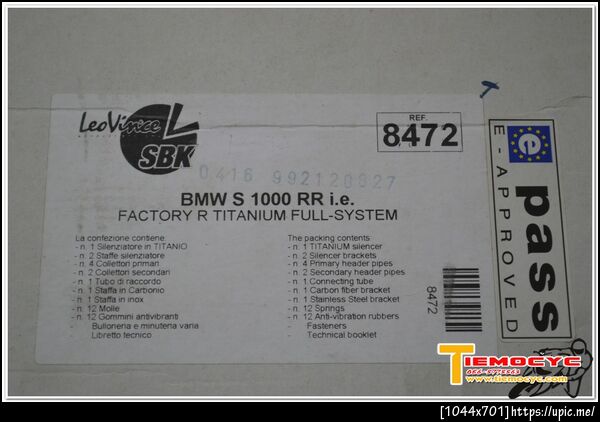 LeoVince
SBK
REF.
8472
0416 992120627
BMW S 1000 RR i.e.
FACTORY R TITANIUM FULL-SYSTEM
La confezione contiene:
- n. 1 Silenziatore in TITANIO
- n. 2 Staffe silenziatore
- n. 4 Collettori primari
- n. 2 Collettori secondari
- n. 1 Tubo di raccordo
- n. 1 Staffa in Carbonio
- n. 1 Staffa in inox
- n. 12 Molle
- n. 12 Gommini antivibranti
- Bulloneria e minuteria varia
- Libretto tecnico
The packing contents:
- n. 1 TITANIUM silencer
- n. 2 Silencer brackets
- n. 4 Primary header pipes
- n. 2 Secondary header pipes
- n. 1 Connecting tube
- n. 1 Carbon fiber bracket
- n. 1 Stainless Steel bracket
- n. 12 Springs
- n. 12 Anti-vibration rubbers
- Fasteners
- Technical booklet
8472
e pass
E-APPROVED
TIEMOCYC
www.tiemocyc.com
[1044x701]https://upic.me/